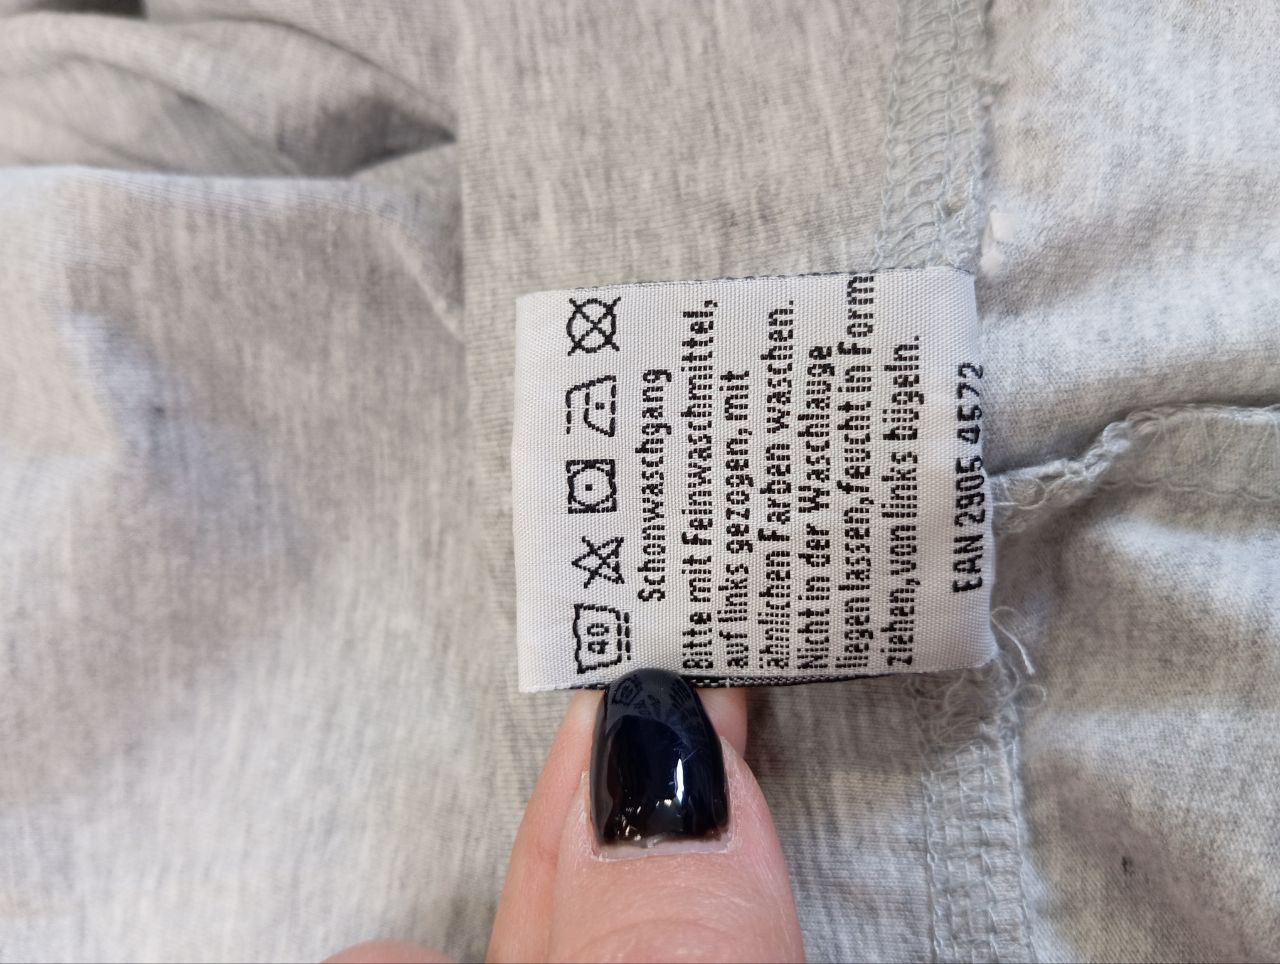 40
Schonwaschgang
Bitte mit Feinwaschmittel,
auf links gezogen, mit
ähnlichen Farben waschen.
Nicht in der Waschlauge
liegen lassen, feucht in Form
ziehen, von links bügeln.
EAN 2905 4572